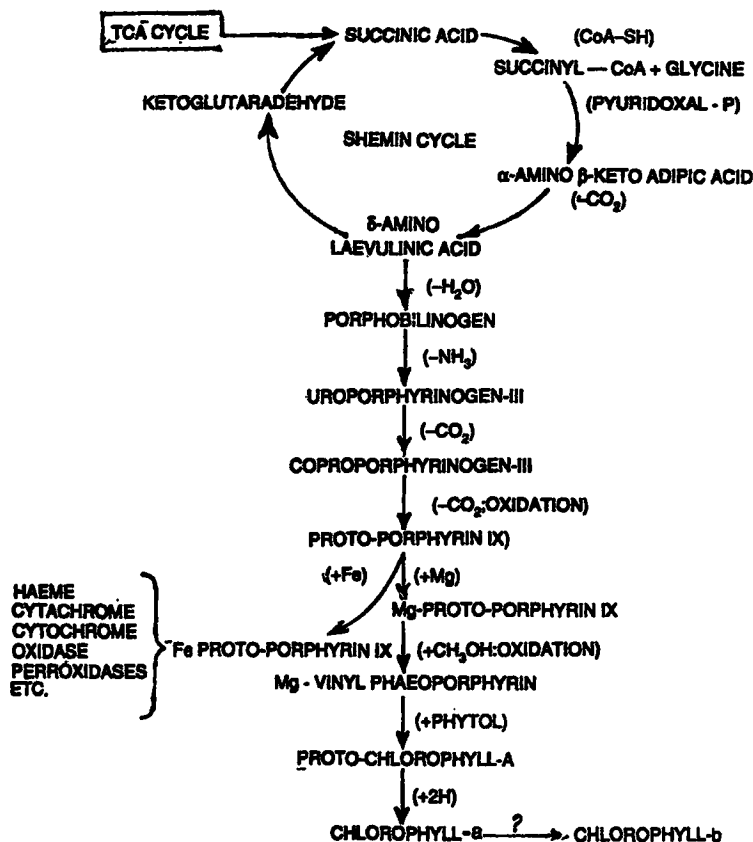 TCA CYCLE
SUCCINIC ACID
(CoA–SH)
SUCCINYL — CoA + GLYCINE
KETOGLUTARADEHYDE
(PYURIDOXAL - P)
SHEMIN CYCLE
α-AMINO β-KETO ADIPIC ACID
(–CO₂)
δ-AMINO
LAEVULINIC ACID
(–H₂O)
PORPHOBILINOGEN
(–NH₃)
UROPORPHYRINOGEN-III
(–CO₂)
COPROPORPHYRINOGEN-III
(–CO₂:OXIDATION)
PROTO-PORPHYRIN IX)
(+Fe)
(+Mg)
HAEME
CYTACHROME
CYTOCHROME
OXIDASE
PERRÓXIDASES
ETC.
Mg-PROTO-PORPHYRIN IX
Fe PROTO-PORPHYRIN IX
(+CH₃OH:OXIDATION)
Mg - VINYL PHAEOPORPHYRIN
(+PHYTOL)
PROTO-CHLOROPHYLL-A
(+2H)
CHLOROPHYLL-a ? CHLOROPHYLL-b